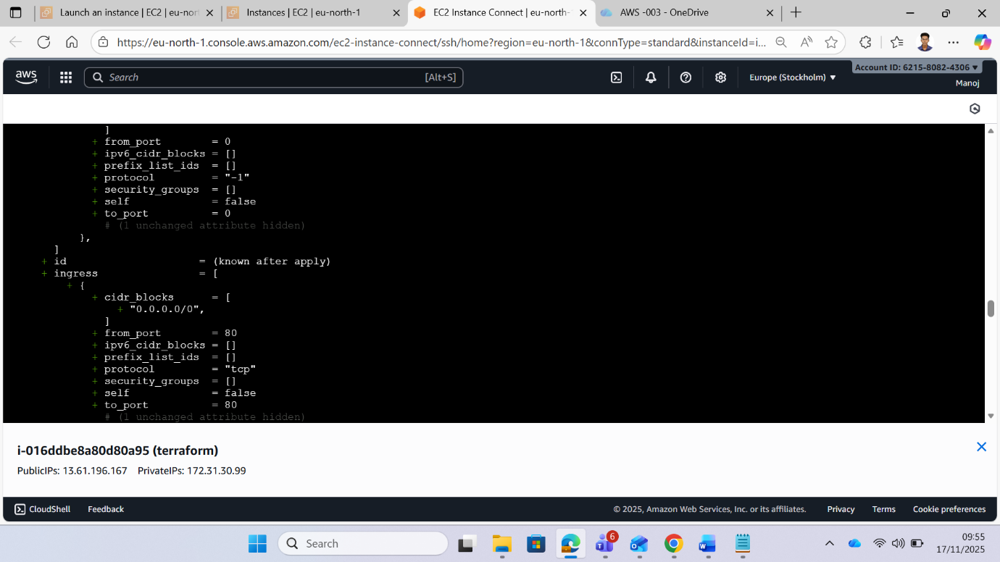 Launch an instance | EC2 | eu-nort
Instances | EC2 | eu-north-1
EC2 Instance Connect | eu-north-1
AWS -003 - OneDrive
https://eu-north-1.console.aws.amazon.com/ec2-instance-connect/ssh/home?region=eu-north-1&connType=standard&instanceId=i...
aws
Search [Alt+S]
Europe (Stockholm) ▼
Account ID: 6215-8082-4306 ▼
Manoj
]
+ from_port = 0
+ ipv6_cidr_blocks = []
+ prefix_list_ids = []
+ protocol = "-1"
+ security_groups = []
+ self = false
+ to_port = 0
# (1 unchanged attribute hidden)
},
]
+ id = (known after apply)
+ ingress = [
+ {
+ cidr_blocks = [
+ "0.0.0.0/0",
]
+ from_port = 80
+ ipv6_cidr_blocks = []
+ prefix_list_ids = []
+ protocol = "tcp"
+ security_groups = []
+ self = false
+ to_port = 80
# (1 unchanged attribute hidden)
i-016ddbe8a80d80a95 (terraform)
PublicIPs: 13.61.196.167 PrivateIPs: 172.31.30.99
CloudShell Feedback © 2025, Amazon Web Services, Inc. or its affiliates. Privacy Terms Cookie preferences
Search
6
09:55
17/11/2025